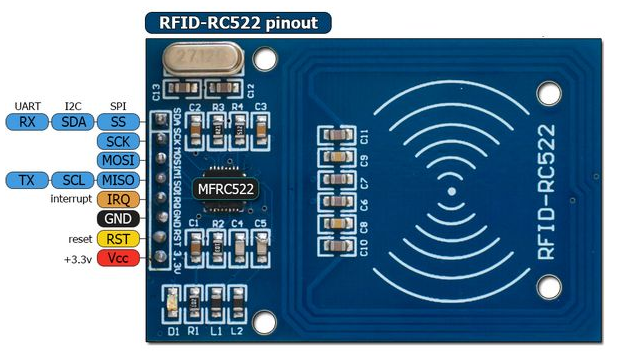 RFID-RC522 pinout
27.12
C13 C12
UART I2C SPI
RX SDA SS
SCK
MOSI
TX SCL MISO
interrupt IRQ
GND
reset RST
+3.3v Vcc
SDA SCK MOSI MISO IRQ GND RST 3.3V
C2 R3 R4 C3
MFRC522
C1 R2 C4 C5
D1 R1 L1 L2
C11
C9
C7
C6
C8
C10
RFID-RC522